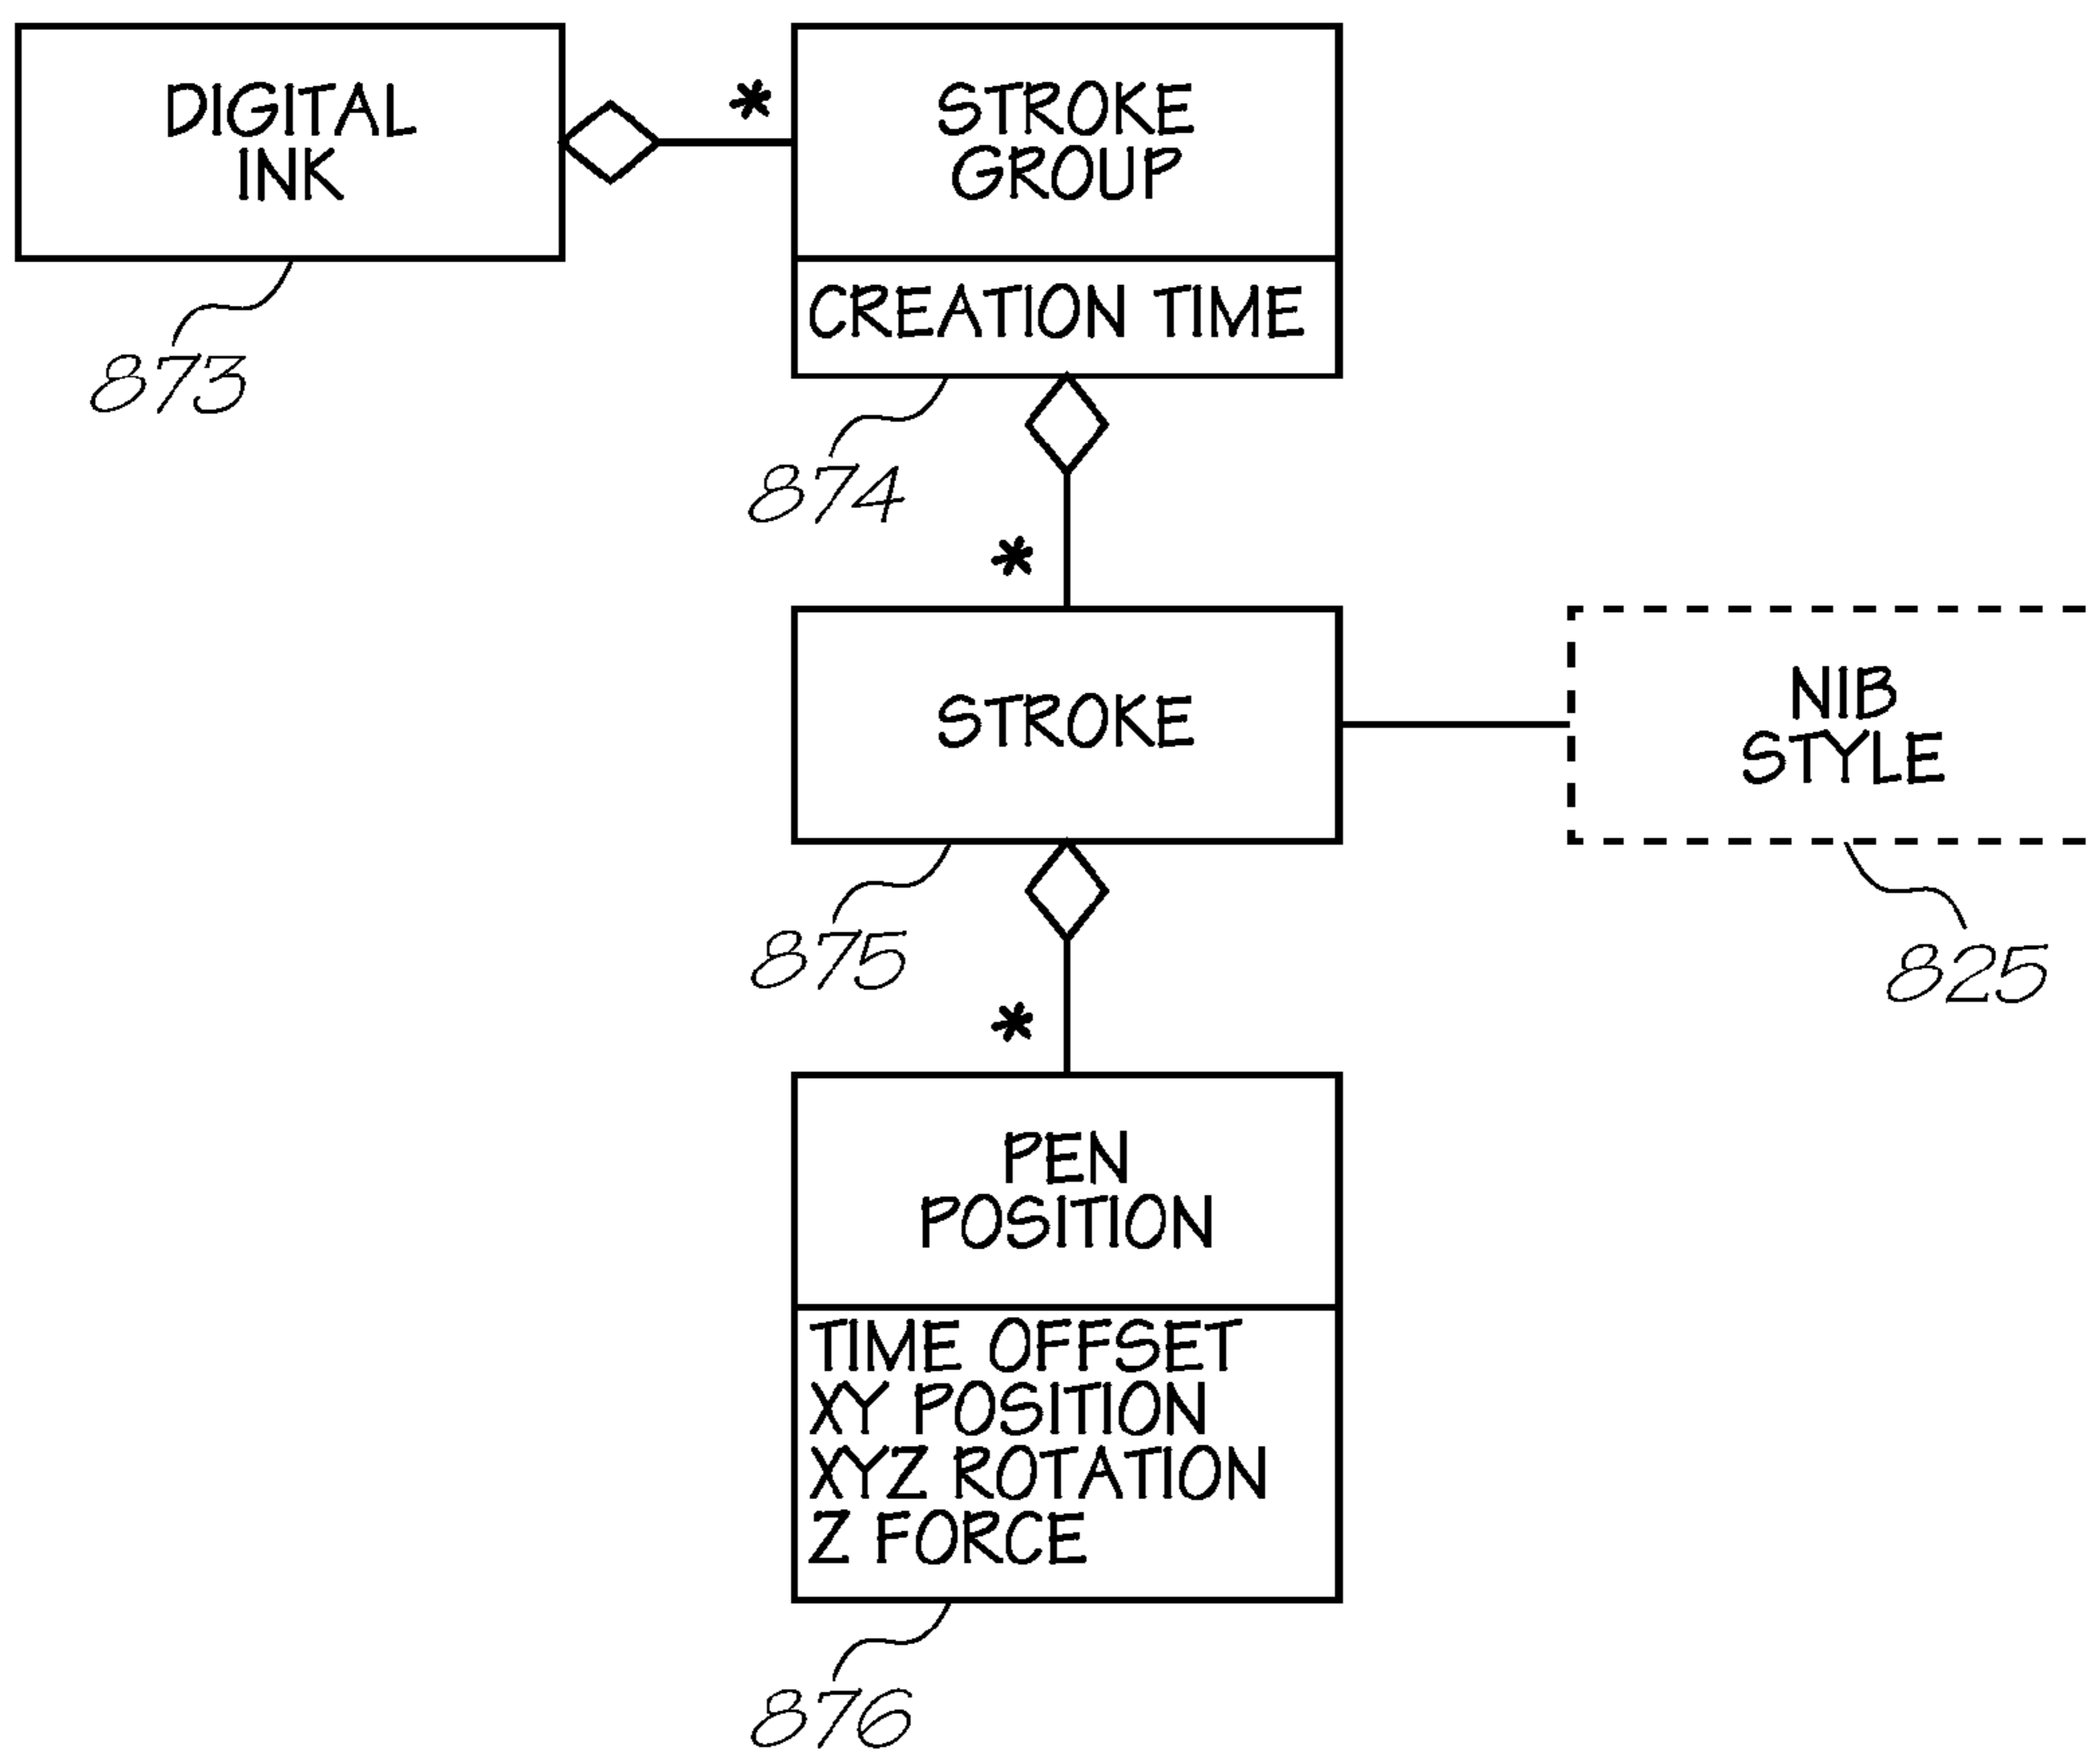 DIGITAL
INK
*
STROKE
GROUP
CREATION TIME
873
874
*
STROKE
NIB
STYLE
875
825
*
PEN
POSITION
TIME OFFSET
XY POSITION
XYZ ROTATION
Z FORCE
876